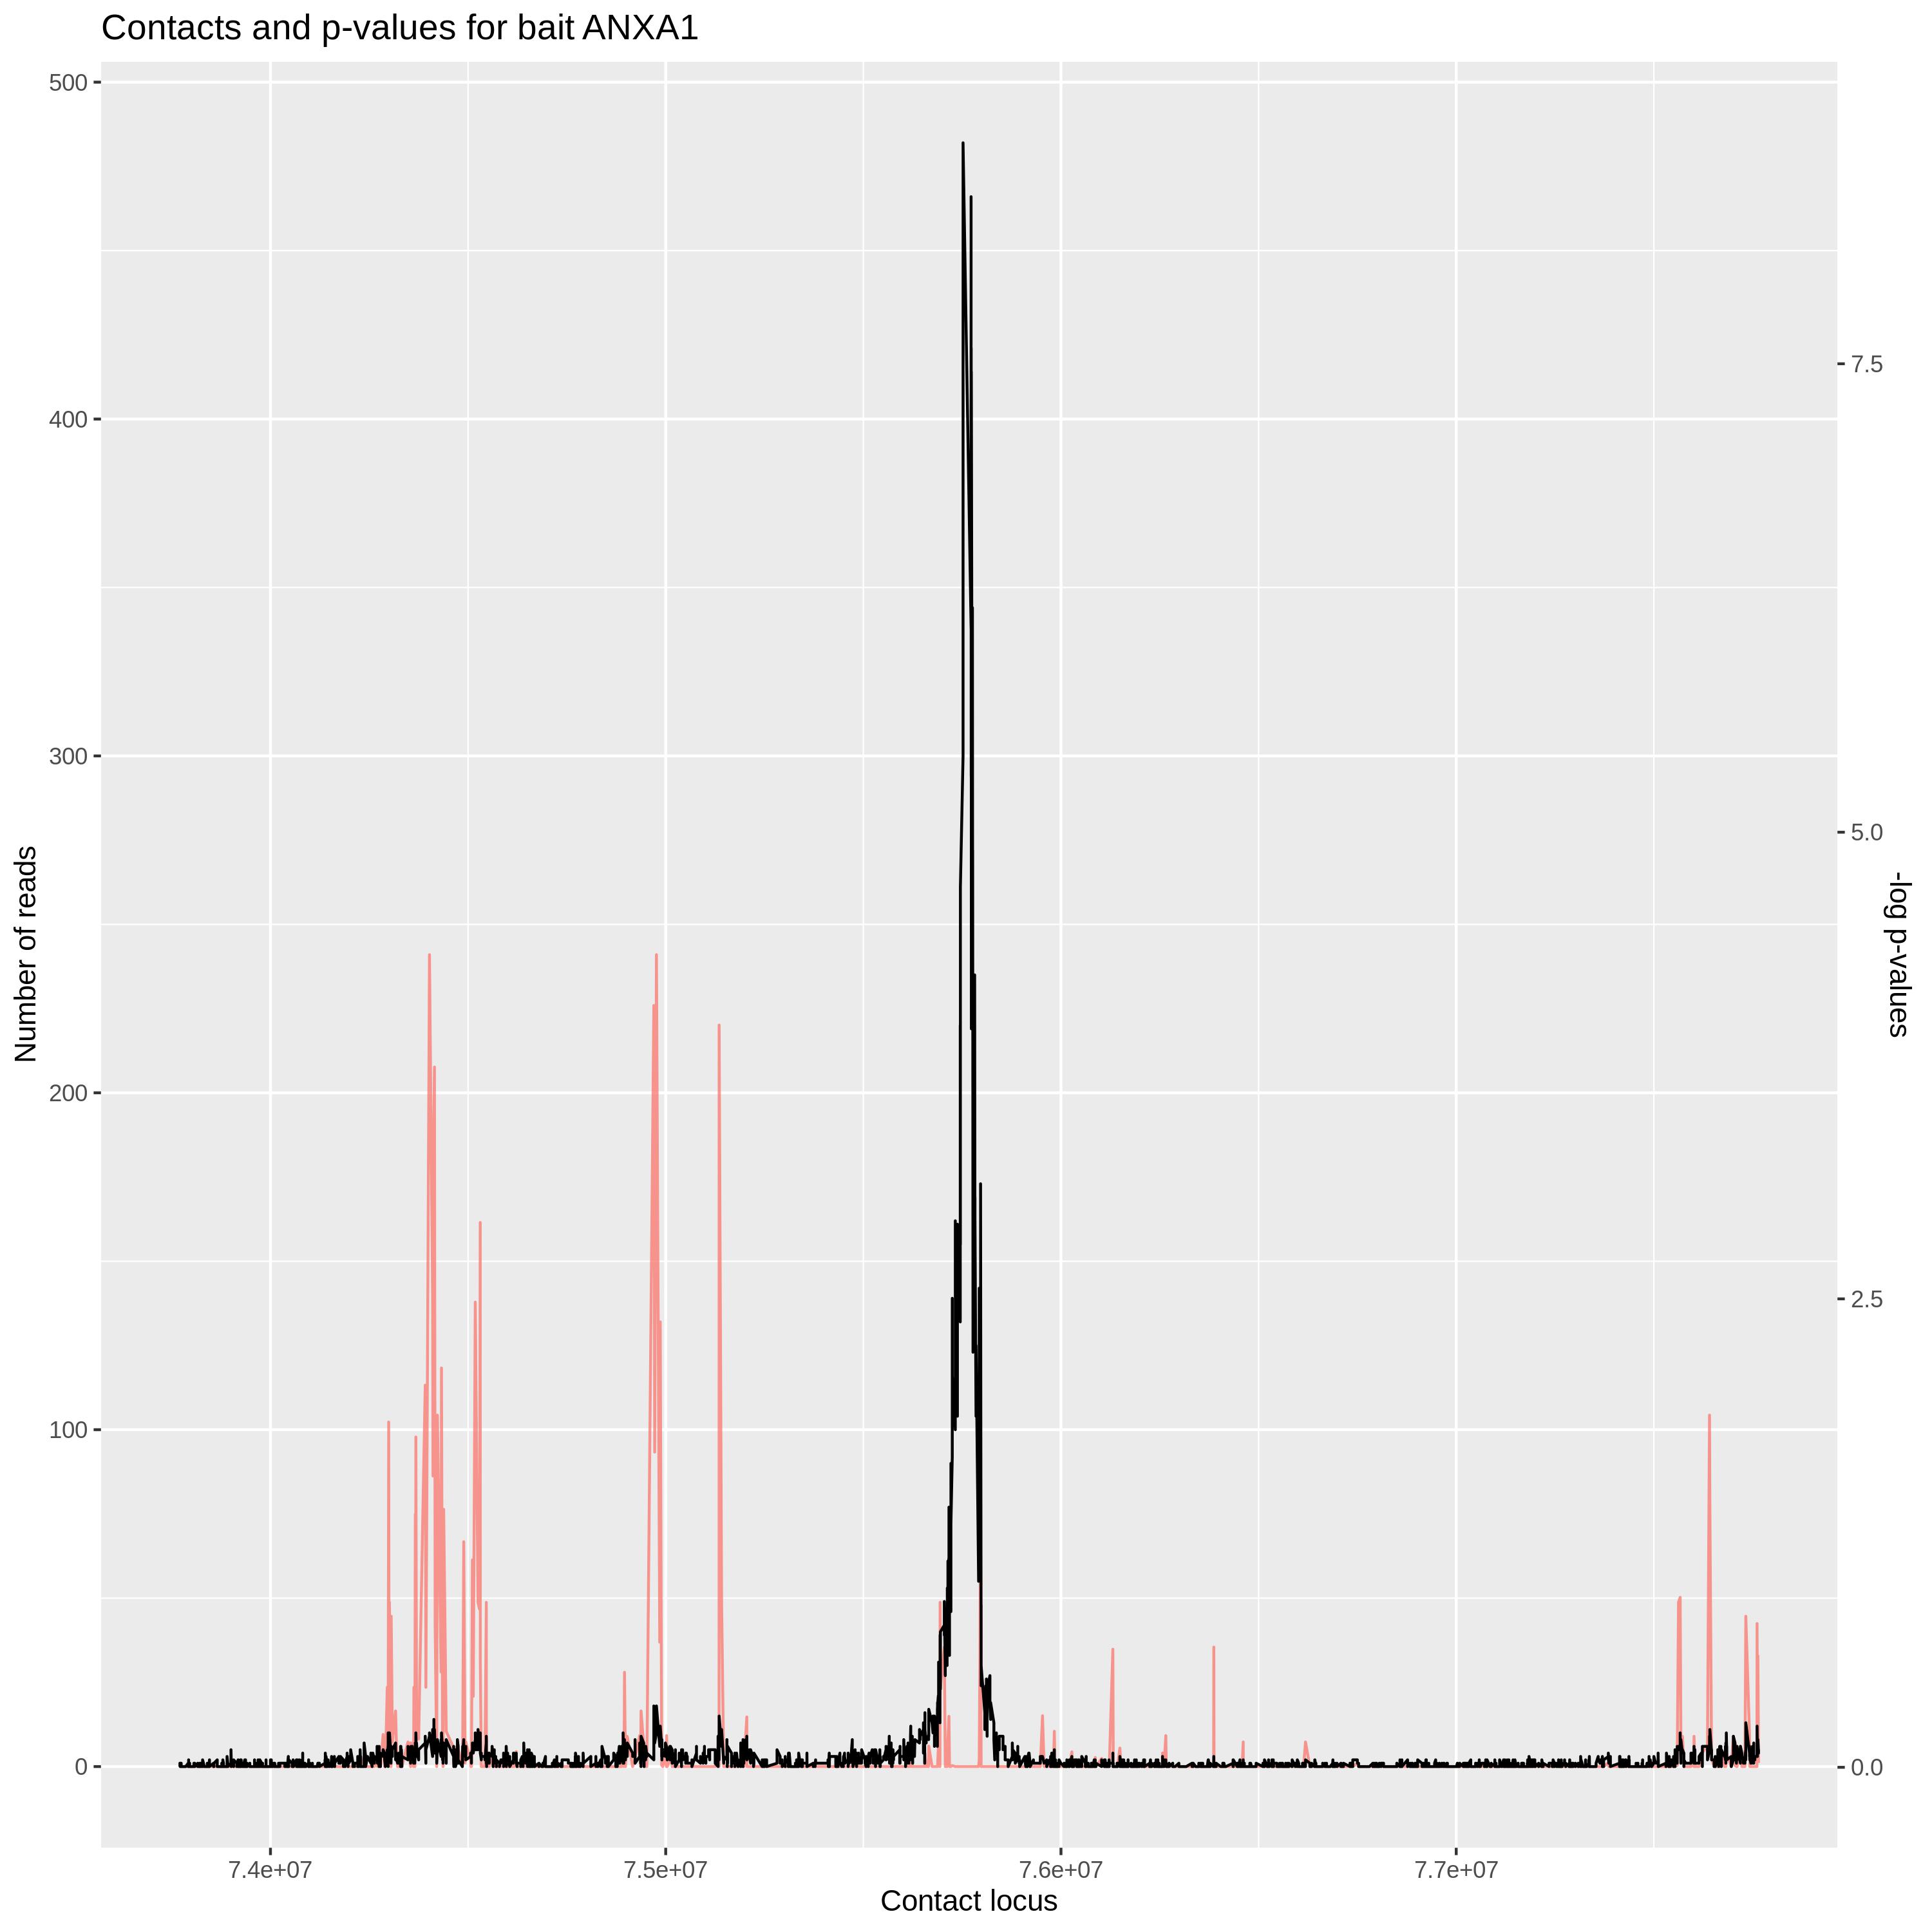 Contacts and p-values for bait ANXA1
500
400
300
200
100
0
Number of reads
7.5
5.0
2.5
0.0
-log p-values
7.4e+07
7.5e+07
7.6e+07
7.7e+07
Contact locus